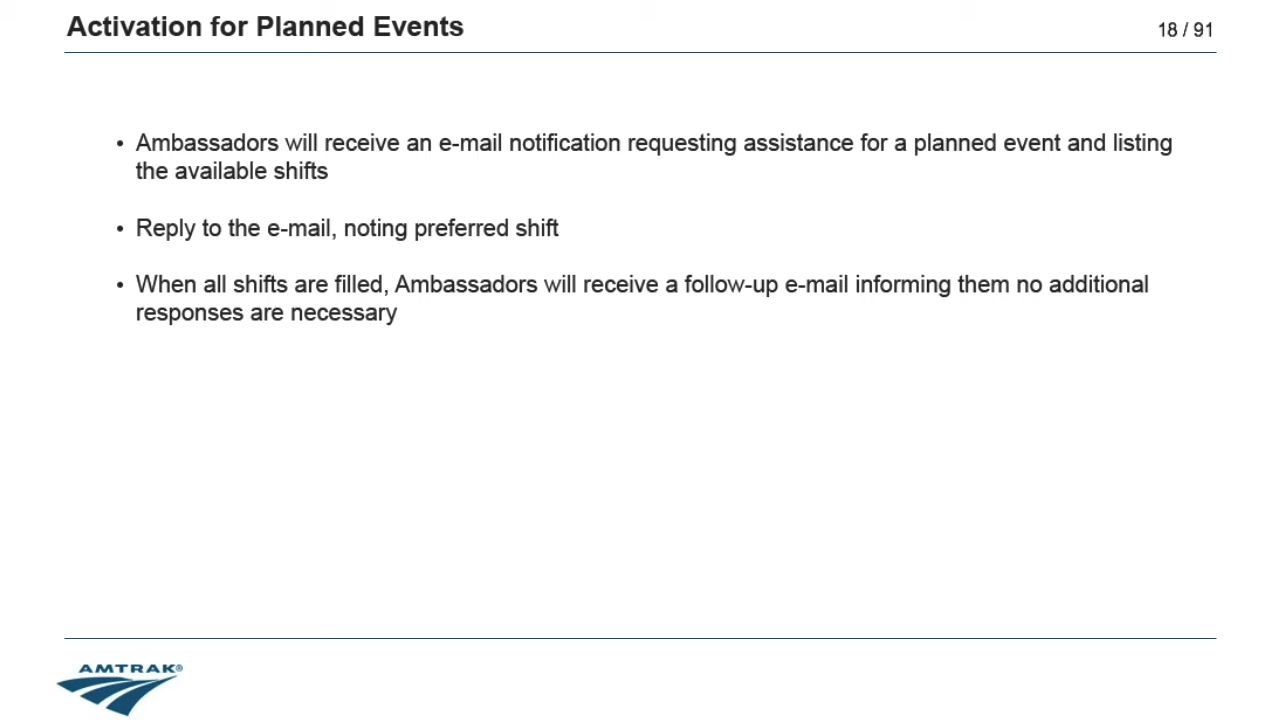 Activation for Planned Events
18 / 91
• Ambassadors will receive an e-mail notification requesting assistance for a planned event and listing
the available shifts
• Reply to the e-mail, noting preferred shift
• When all shifts are filled, Ambassadors will receive a follow-up e-mail informing them no additional
responses are necessary
AMTRAK®